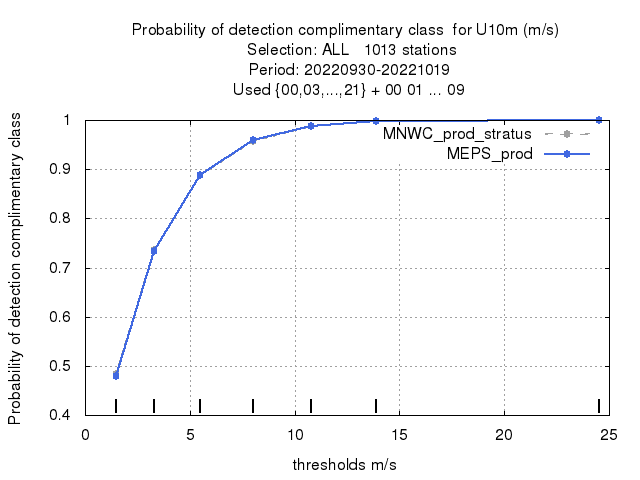 Probability of detection complimentary class  for U10m (m/s)
Selection: ALL   1013 stations
Period: 20220930-20221019
Used {00,03,...,21} + 00 01 ... 09
Probability of detection complimentary class
1
0.9
0.8
0.7
0.6
0.5
0.4
MNWC_prod_stratus
MEPS_prod
0 5 10 15 20 25
thresholds m/s